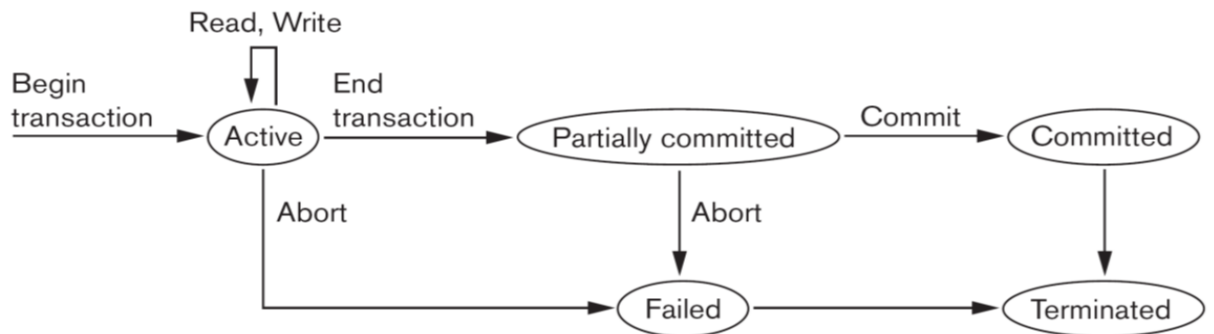 Read, Write
Begin
transaction
End
transaction
Active
Partially committed
Commit
Committed
Abort
Abort
Failed
Terminated